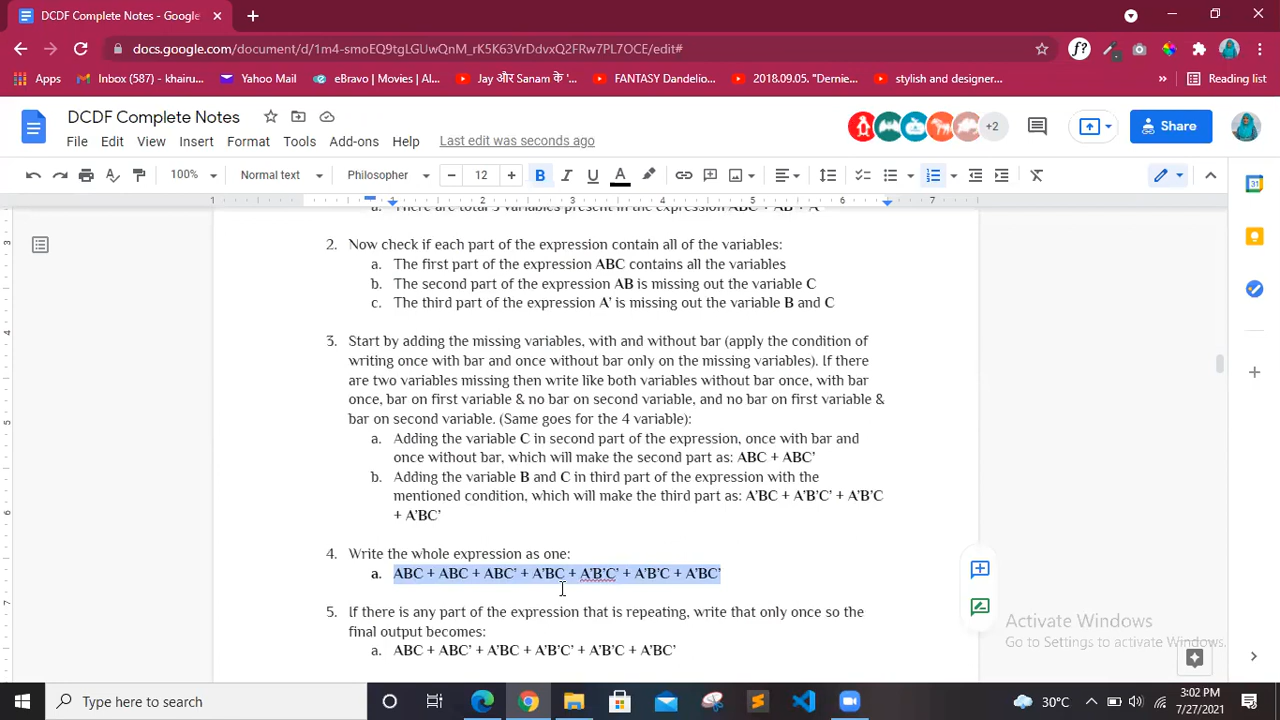 DCDF Complete Notes - Google
docs.google.com/document/d/1m4-smoEQ9tgLGUwQnM_rK5K63VrDdvxQ2FRw7PL7OCE/edit#
Apps
Inbox (587) - khairu...
Yahoo Mail
eBravo | Movies | Al...
Jay और Sanam के '...
FANTASY Dandelio...
2018.09.05. "Dernie...
stylish and designer...
Reading list
DCDF Complete Notes
File Edit View Insert Format Tools Add-ons Help Last edit was seconds ago
+2
Share
100% Normal text Philosopher 12
1 1 2 3 4 5 6 7
2. Now check if each part of the expression contain all of the variables:
a. The first part of the expression ABC contains all the variables
b. The second part of the expression AB is missing out the variable C
c. The third part of the expression A’ is missing out the variable B and C
3. Start by adding the missing variables, with and without bar (apply the condition of
writing once with bar and once without bar only on the missing variables). If there
are two variables missing then write like both variables without bar once, with bar
once, bar on first variable & no bar on second variable, and no bar on first variable &
bar on second variable. (Same goes for the 4 variable):
a. Adding the variable C in second part of the expression, once with bar and
once without bar, which will make the second part as: ABC + ABC’
b. Adding the variable B and C in third part of the expression with the
mentioned condition, which will make the third part as: A’BC + A’B’C’ + A’B’C
+ A’BC’
4. Write the whole expression as one:
a. ABC + ABC + ABC’ + A’BC + A’B’C’ + A’B’C + A’BC’
5. If there is any part of the expression that is repeating, write that only once so the
final output becomes:
a. ABC + ABC’ + A’BC + A’B’C’ + A’B’C + A’BC’
Activate Windows
Go to Settings to activate Windows.
Type here to search
30°C
3:02 PM
7/27/2021